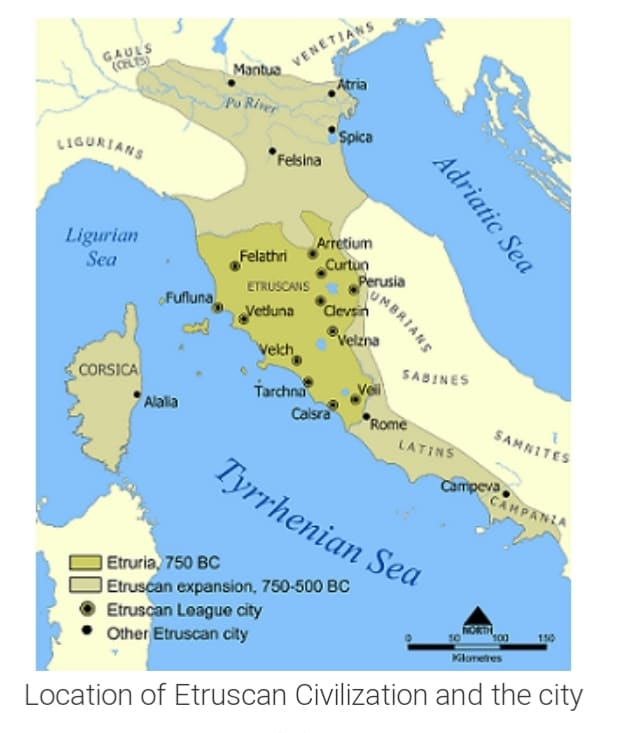 GAULS
(CELTS)
VENETIANS
Mantua
Atria
Po River
Spica
LIGURIANS
Felsina
Adriatic Sea
Ligurian
Sea
Arretium
Felathri
Curtun
ETRUSCANS
Perusia
Fufluna
UMBRIANS
Vetluna
Clevsin
Velzna
Velch
CORSICA
SABINES
Tarchna
Veii
Alalia
Caisra
Rome
LATINS
SAMNITES
Tyrrhenian Sea
Campeva
CAMPANIA
Etruria, 750 BC
Etruscan expansion, 750-500 BC
Etruscan League city
Other Etruscan city
NORTH
0 50 100 150
Kilometres
Location of Etruscan Civilization and the city